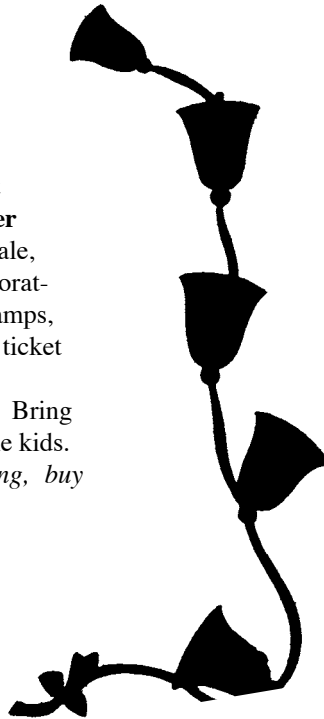 er
ale,
orat-
amps,
ticket
Bring
e kids.
ng, buy